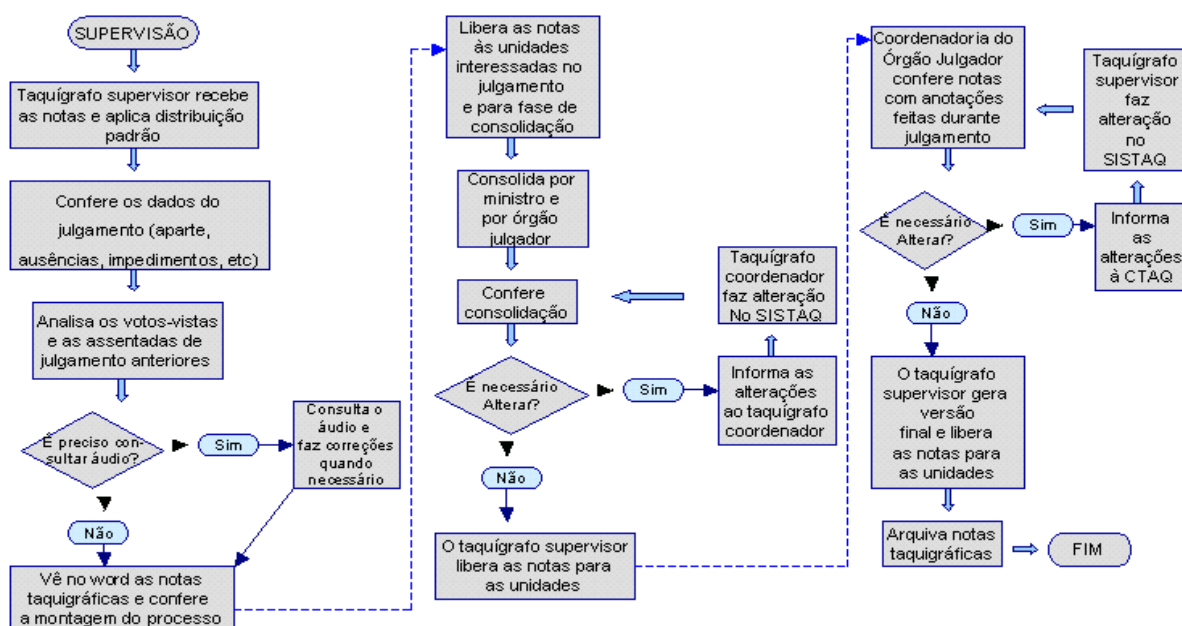 SUPERVISÃO
Taquígrafo supervisor recebe
as notas e aplica distribuição
padrão
Confere os dados do
julgamento (aparte,
ausências, impedimentos, etc)
Analisa os votos-vistas
e as assentadas de
julgamento anteriores
É preciso con-
sultar áudio?
Sim
Consulta o
áudio e
faz correções
quando
necessário
Não
Vê no word as notas
taquigráficas e confere
a montagem do processo
Libera as notas
às unidades
interessadas no
julgamento
e para fase de
consolidação
Consolida por
ministro e
por órgão
julgador
Confere
consolidação
É necessário
Alterar?
Sim
Informa as
alterações
ao taquígrafo
coordenador
Taquígrafo
coordenador
faz alteração
No SISTAQ
Não
O taquígrafo supervisor
libera as notas para
as unidades
Coordenadoria do
Órgão Julgador
confere notas
com anotações
feitas durante
julgamento
É necessário
Alterar?
Sim
Informa
as
alterações
à CTAQ
Taquígrafo
supervisor
faz
alteração
no
SISTAQ
Não
O taquígrafo
supervisor gera
versão
final e libera
as notas para
as unidades
Arquiva notas
taquigráficas
FIM